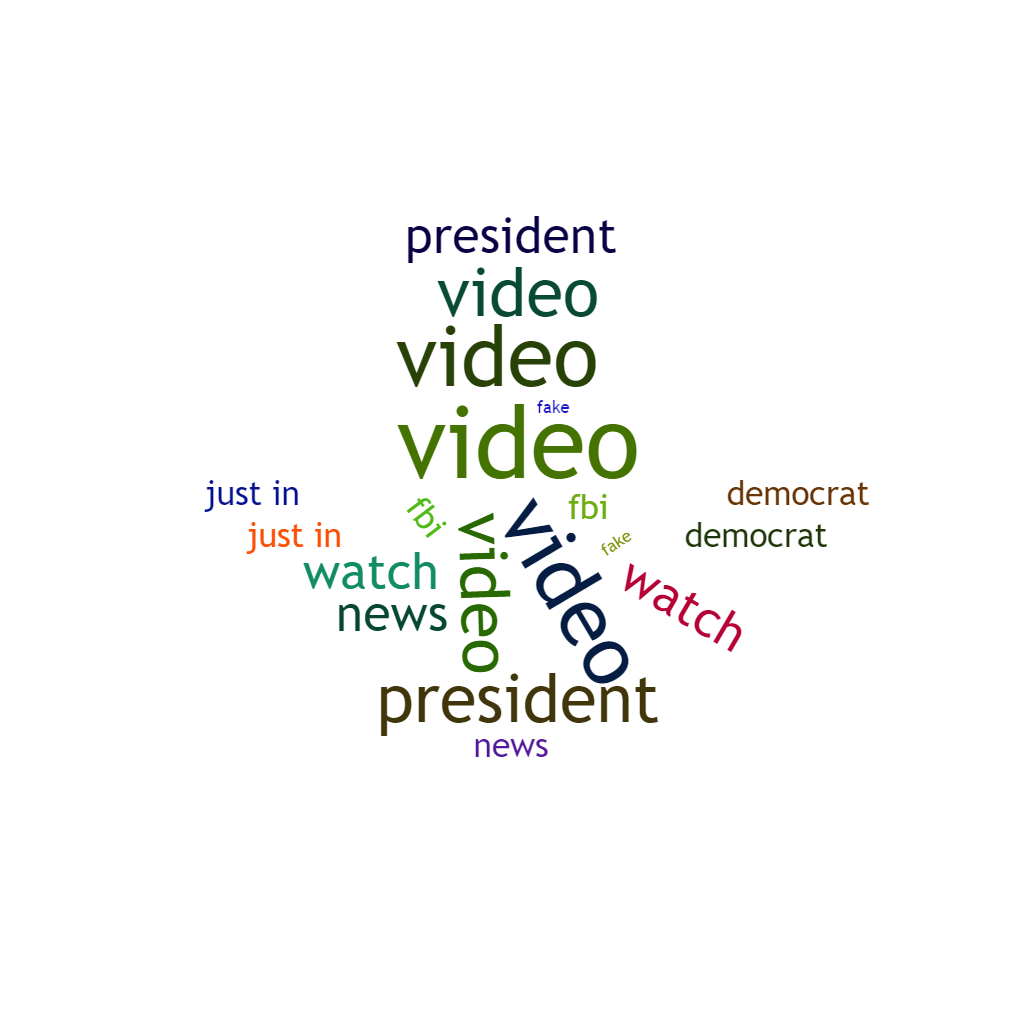 president
video
video
fake
video
just in
democrat
fbi
fbi
video
video
just in
fake
democrat
watch
watch
news
president
news